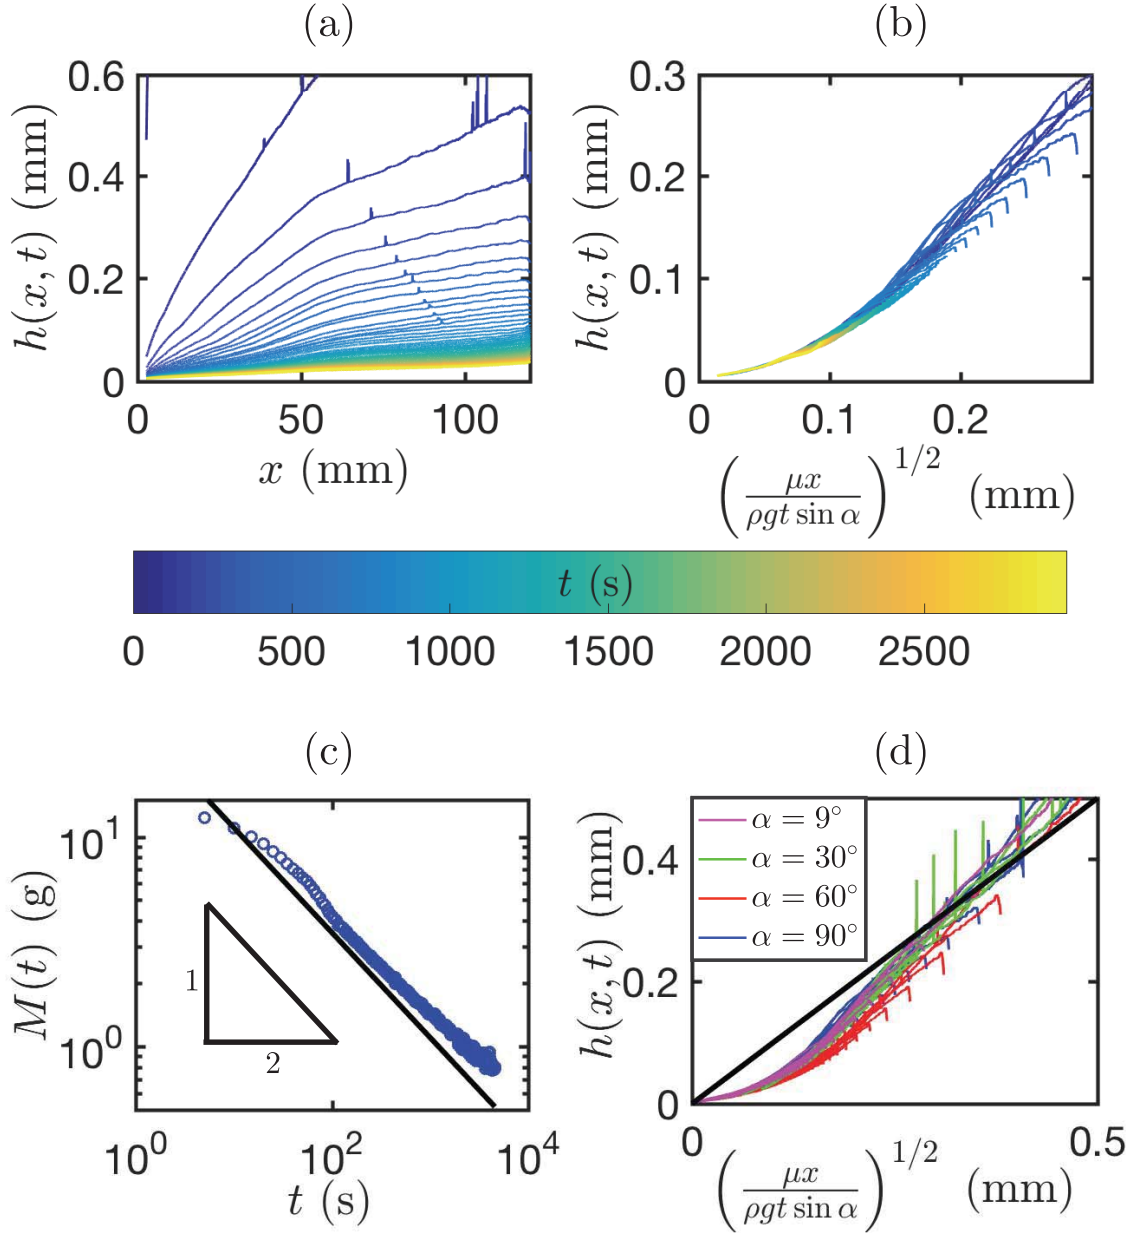 (a)
h(x, t) (mm)
0.6
0.4
0.2
0
0 50 100
x (mm)
(b)
h(x, t) (mm)
0.3
0.2
0.1
0
0 0.1 0.2
(μx / ρgt sin α)^{1/2} (mm)
t (s)
0 500 1000 1500 2000 2500
(c)
M(t) (g)
10^1
10^0
1
2
10^0 10^2 10^4
t (s)
(d)
h(x, t) (mm)
0.4
0.2
0
α = 9°
α = 30°
α = 60°
α = 90°
0 0.5
(μx / ρgt sin α)^{1/2} (mm)